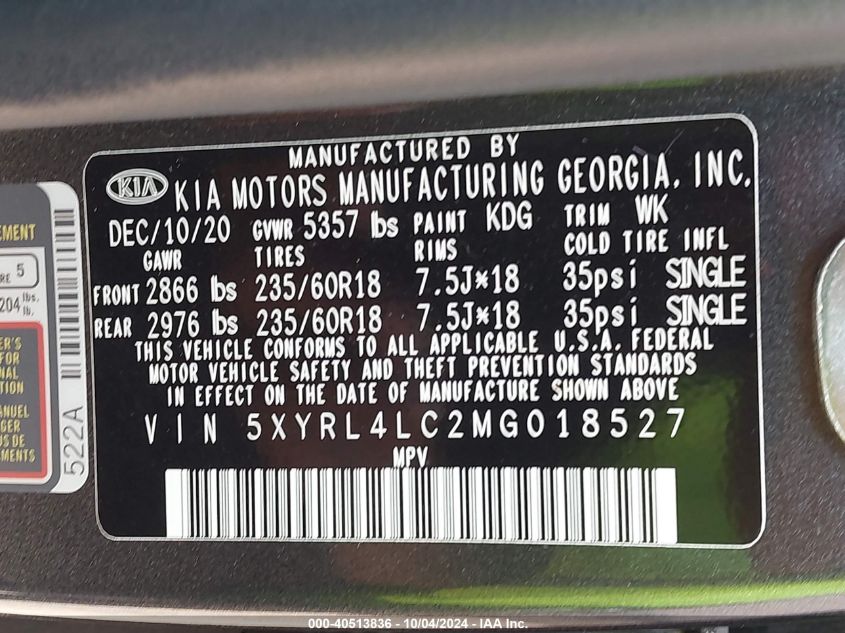 MANUFACTURED BY
KIA KIA MOTORS MANUFACTURING GEORGIA, INC.
DEC/10/20 GVWR 5357 lbs PAINT KDG TRIM WK
GAWR TIRES RIMS COLD TIRE INFL
FRONT 2866 lbs 235/60R18 7.5J*18 35psi SINGLE
REAR 2976 lbs 235/60R18 7.5J*18 35psi SINGLE
THIS VEHICLE CONFORMS TO ALL APPLICABLE U.S.A. FEDERAL
MOTOR VEHICLE SAFETY AND THEFT PREVENTION STANDARDS
IN EFFECT ON THE DATE OF MANUFACTURE SHOWN ABOVE
VIN 5XYRL4LC2MG018527
MPV
5
204 lbs.
lb.
522A
000-40513836 - 10/04/2024 - IAA Inc.